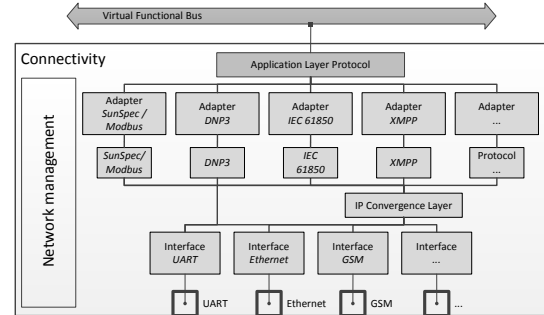 Virtual Functional Bus
Connectivity
Application Layer Protocol
Network management
Adapter
SunSpec /
Modbus
Adapter
DNP3
Adapter
IEC 61850
Adapter
XMPP
Adapter
...
SunSpec/
Modbus
DNP3
IEC
61850
XMPP
Protocol
...
IP Convergence Layer
Interface
UART
Interface
Ethernet
Interface
GSM
Interface
...
UART
Ethernet
GSM
...